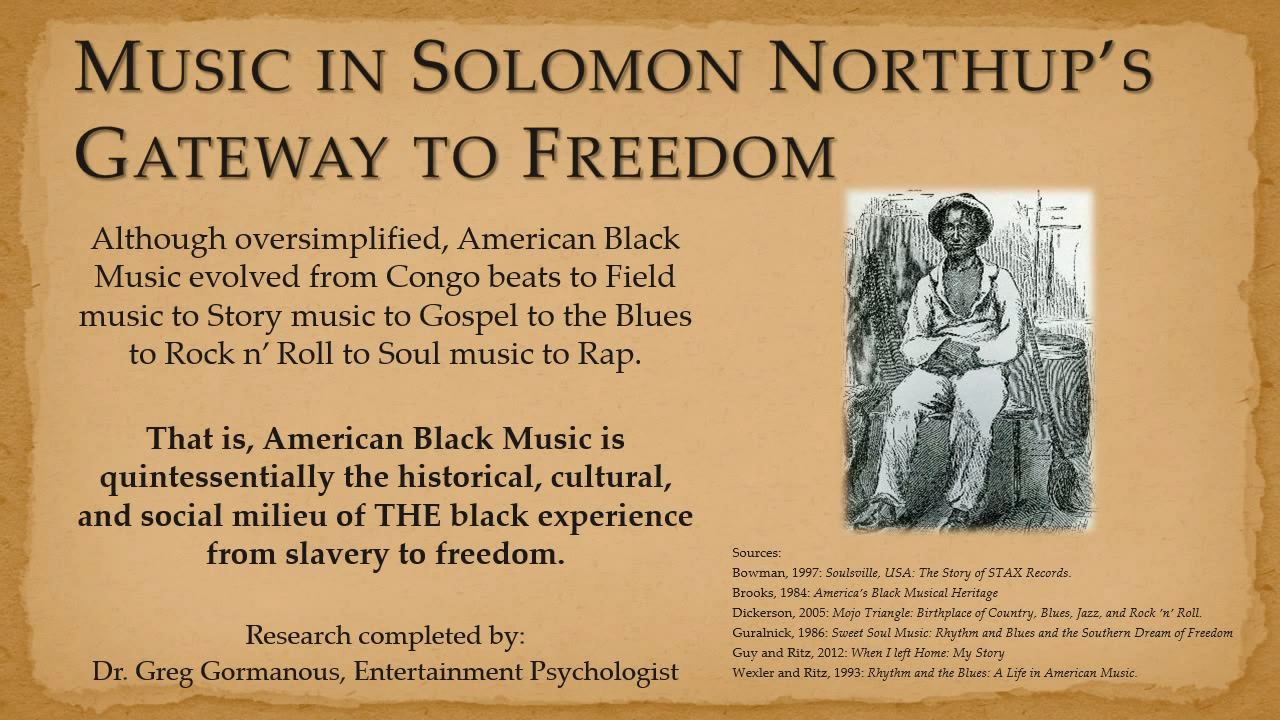 Music in Solomon Northup’s
Gateway to Freedom
Although oversimplified, American Black
Music evolved from Congo beats to Field
music to Story music to Gospel to the Blues
to Rock n’ Roll to Soul music to Rap.
That is, American Black Music is
quintessentially the historical, cultural,
and social milieu of THE black experience
from slavery to freedom.
Research completed by:
Dr. Greg Gormanous, Entertainment Psychologist
Sources:
Bowman, 1997: Soulsville, USA: The Story of STAX Records.
Brooks, 1984: America’s Black Musical Heritage
Dickerson, 2005: Mojo Triangle: Birthplace of Country, Blues, Jazz, and Rock ‘n’ Roll.
Guralnick, 1986: Sweet Soul Music: Rhythm and Blues and the Southern Dream of Freedom
Guy and Ritz, 2012: When I left Home: My Story
Wexler and Ritz, 1993: Rhythm and the Blues: A Life in American Music.